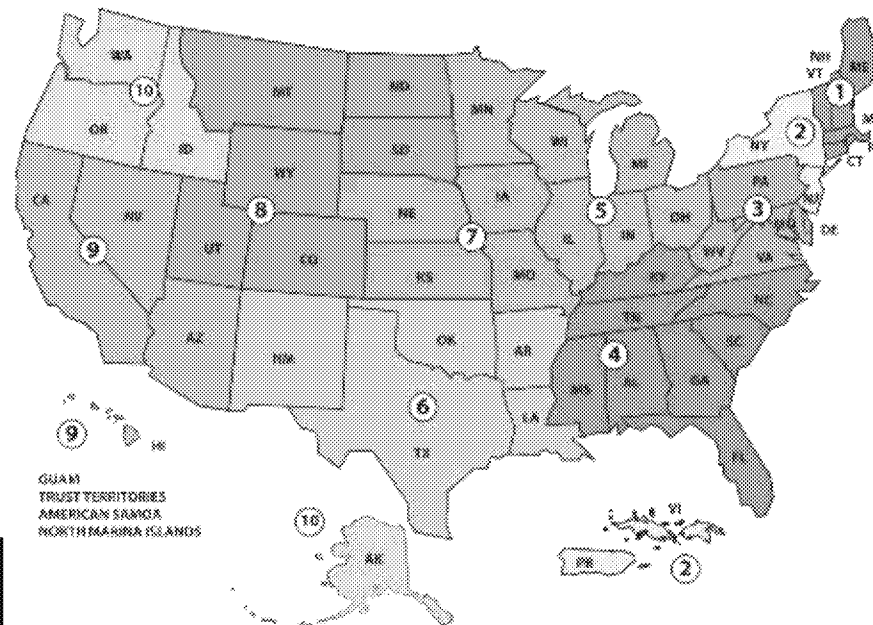 WA
10
OR
ID
MT
ND
MN
SD
WY
8
UT
CO
NE
KS
IA
7
MO
WI
MI
5
IL
IN
OH
NH
VT
ME
1
M
2
NY
CT
NJ
PA
3
MD
DE
WV
VA
CA
NV
9
AZ
NM
OK
AR
6
TX
LA
KY
TN
NC
SC
4
MS
AL
GA
FL
9
HI
GUAM
TRUST TERRITORIES
AMERICAN SAMOA
NORTH MARINA ISLANDS
10
AK
VI
PR
2